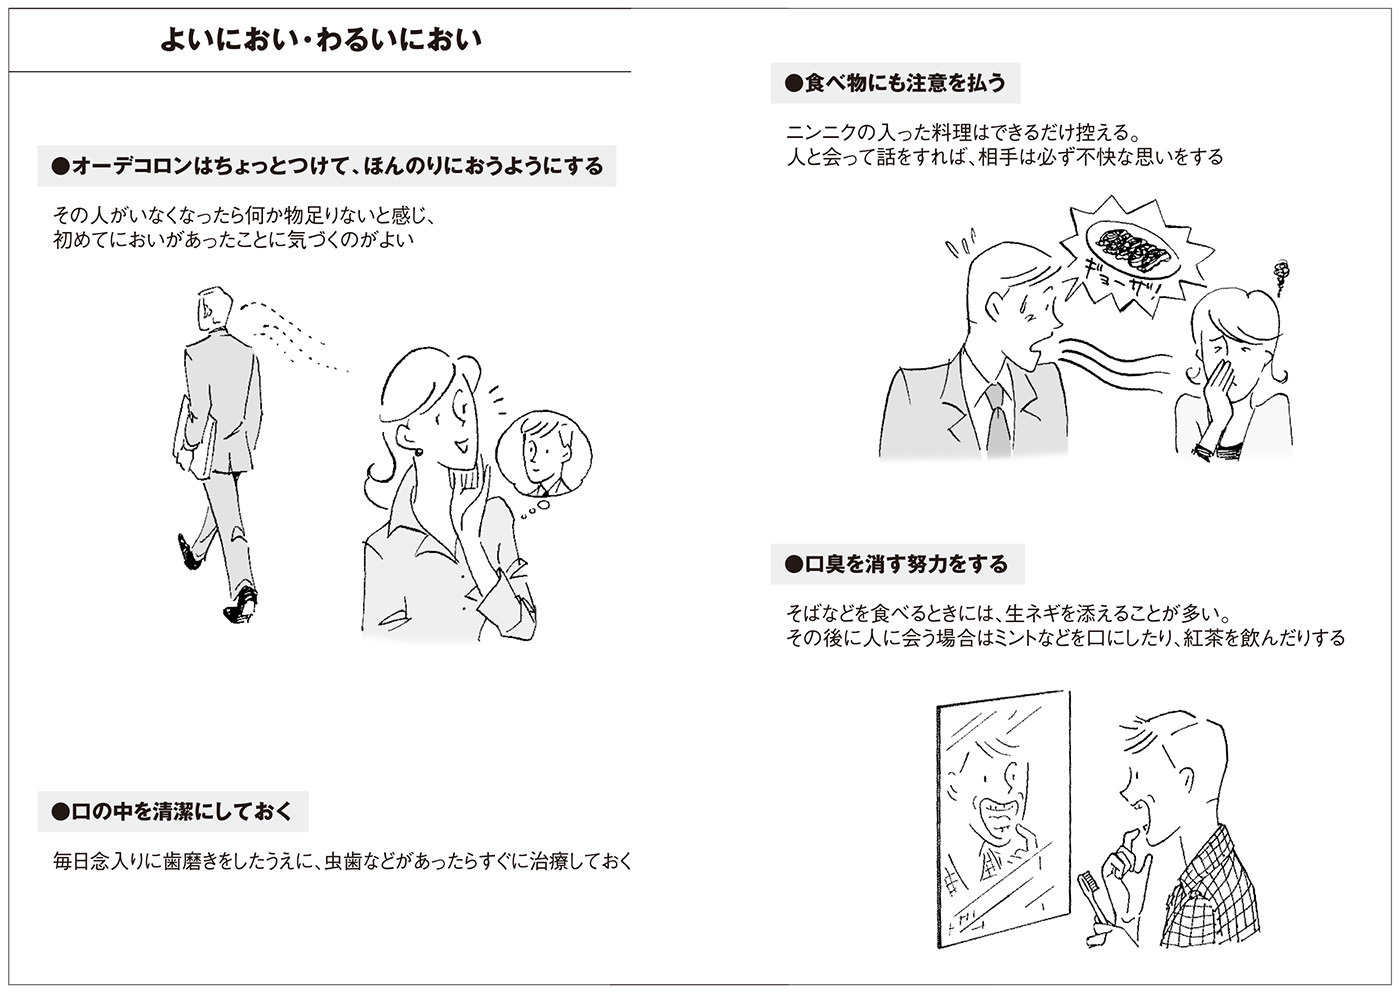 よいにおい・わるいにおい
●オーデコロンはちょっとつけて、ほんのりにおうようにする
その人がいなくなったら何か物足りないと感じ、
初めてにおいがあったことに気づくのがよい
●口の中を清潔にしておく
毎日念入りに歯磨きをしたうえに、虫歯などがあったらすぐに治療しておく
●食べ物にも注意を払う
ニンニクの入った料理はできるだけ控える。
人と会って話をすれば、相手は必ず不快な思いをする
ギョーザ!
●口臭を消す努力をする
そばなどを食べるときには、生ネギを添えることが多い。
その後に人に会う場合はミントなどを口にしたり、紅茶を飲んだりする